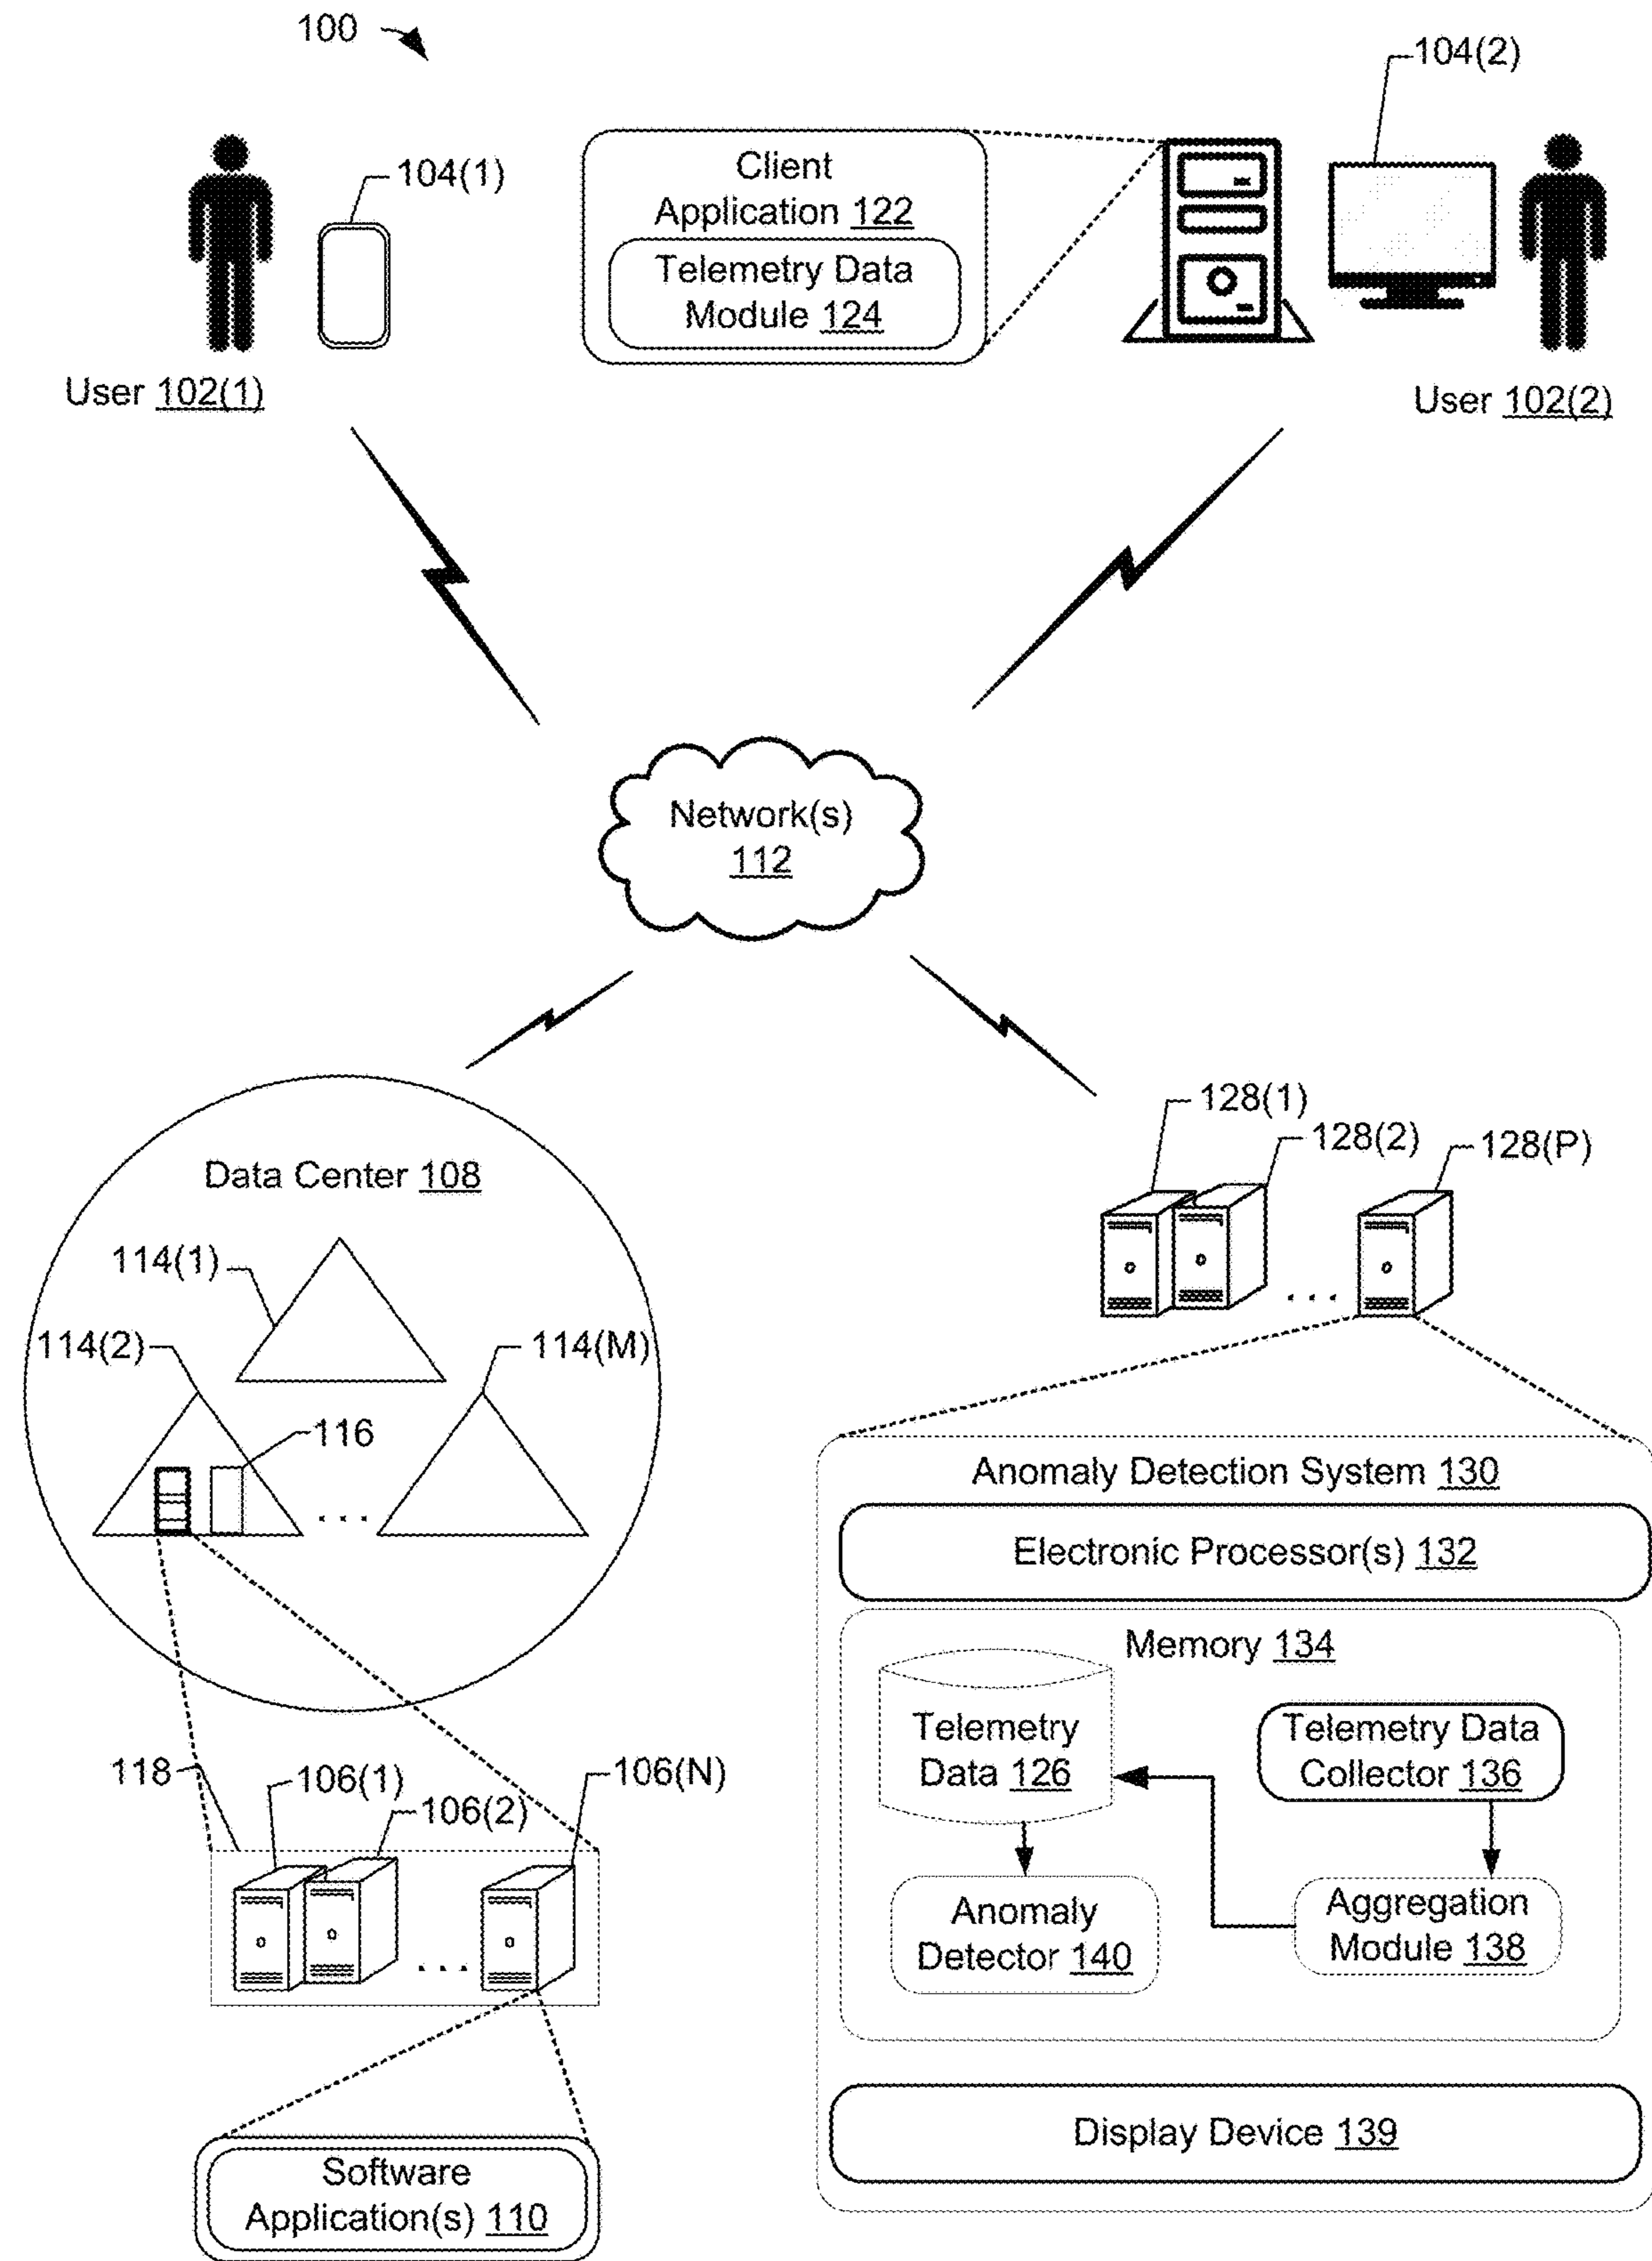 100
104(2)
104(1)
Client
Application 122
Telemetry Data
Module 124
User 102(1)
User 102(2)
Network(s)
112
128(1)
128(2)
128(P)
Data Center 108
114(1)
114(2)
114(M)
116
Anomaly Detection System 130
Electronic Processor(s) 132
Memory 134
Telemetry
Data 126
Telemetry Data
Collector 136
118
106(1)
106(2)
106(N)
. . .
Anomaly
Detector 140
Aggregation
Module 138
Display Device 139
Software
Application(s) 110